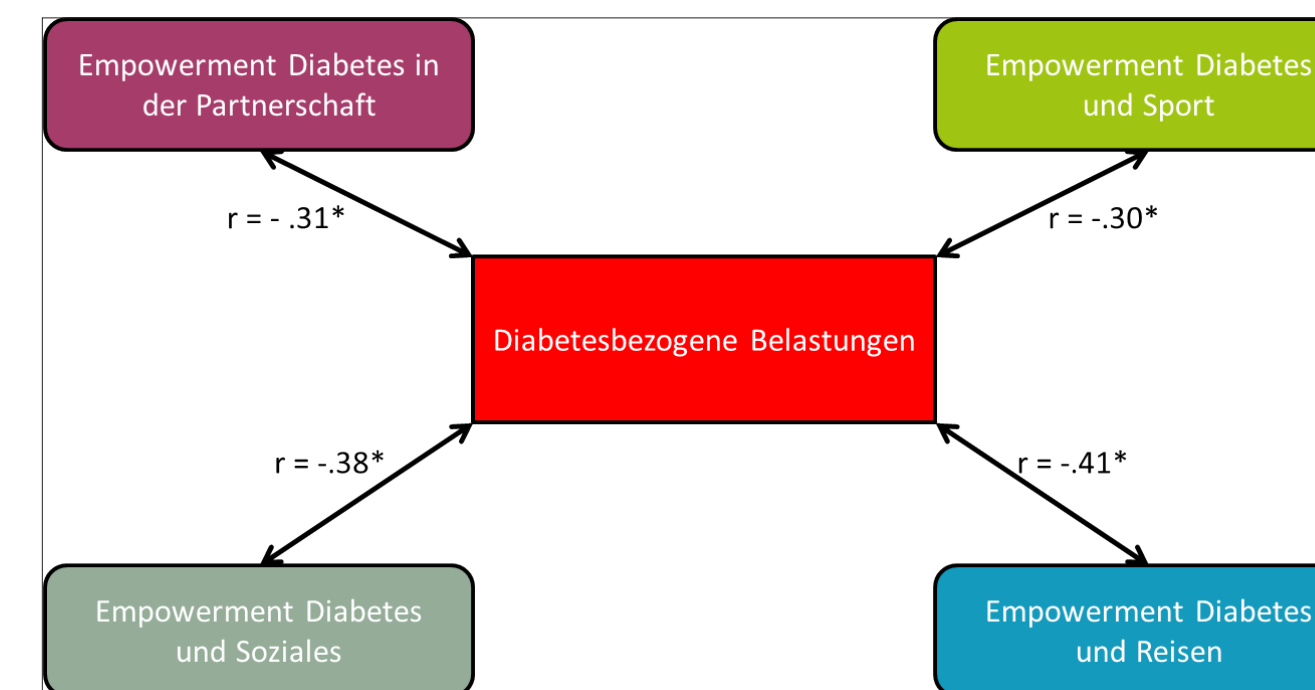 Empowerment Diabetes in
der Partnerschaft
Empowerment Diabetes
und Sport
r = - .31*
r = -.30*
Diabetesbezogene Belastungen
r = -.38*
r = -.41*
Empowerment Diabetes
und Soziales
Empowerment Diabetes
und Reisen